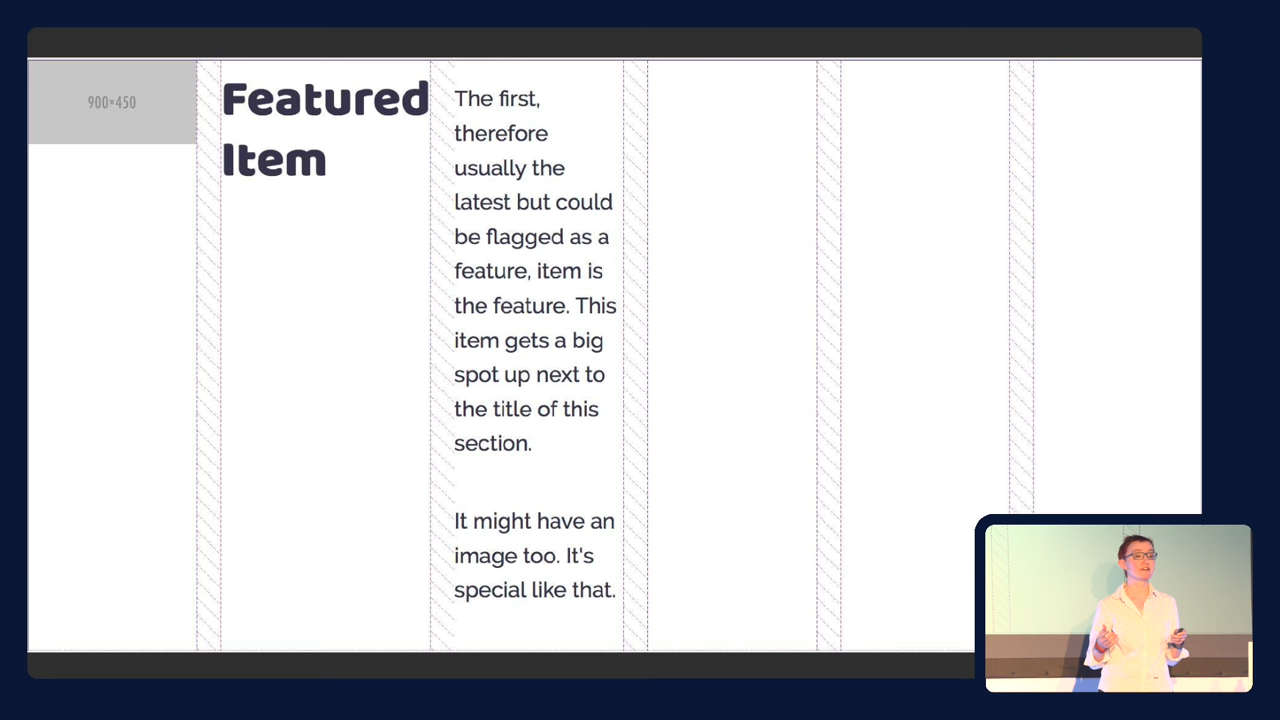 900×450
Featured
Item
The first,
therefore
usually the
latest but could
be flagged as a
feature, item is
the feature. This
item gets a big
spot up next to
the title of this
section.
It might have an
image too. It's
special like that.